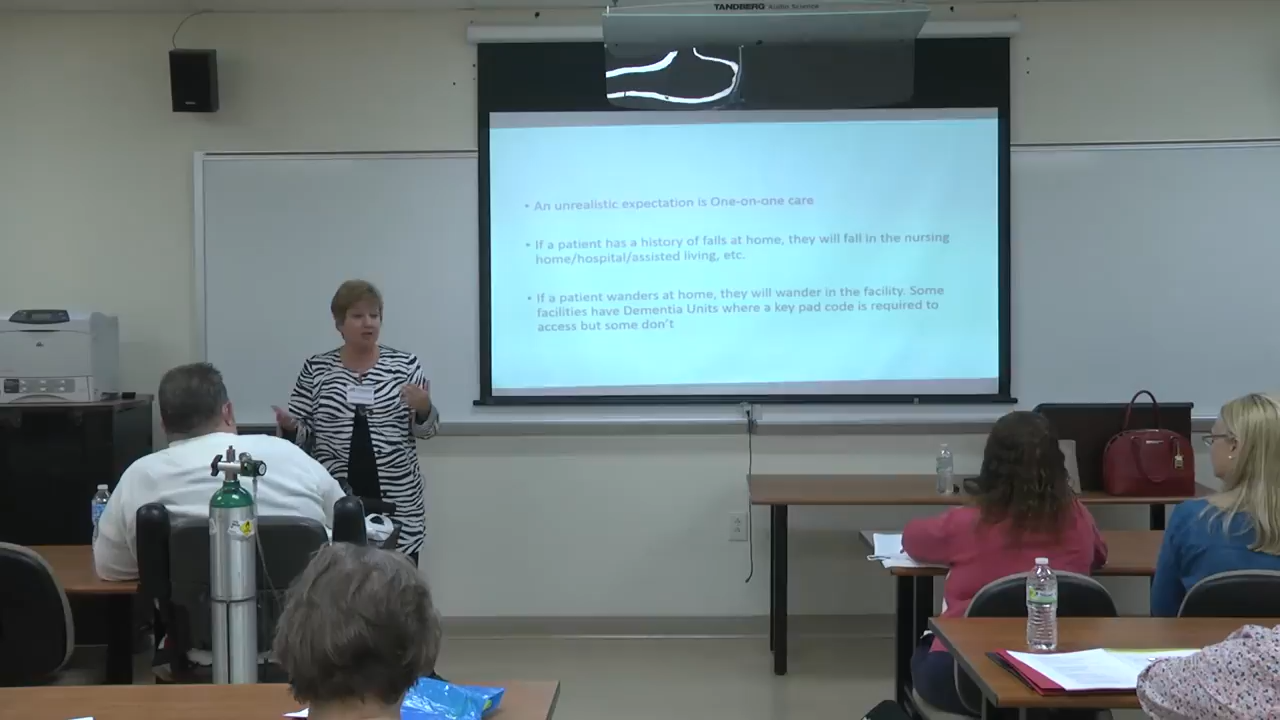 TANDBERG Audio Science
• An unrealistic expectation is One-on-one care
• If a patient has a history of falls at home, they will fall in the nursing
home/hospital/assisted living, etc.
• If a patient wanders at home, they will wander in the facility. Some
facilities have Dementia Units where a key pad code is required to
access but some don't